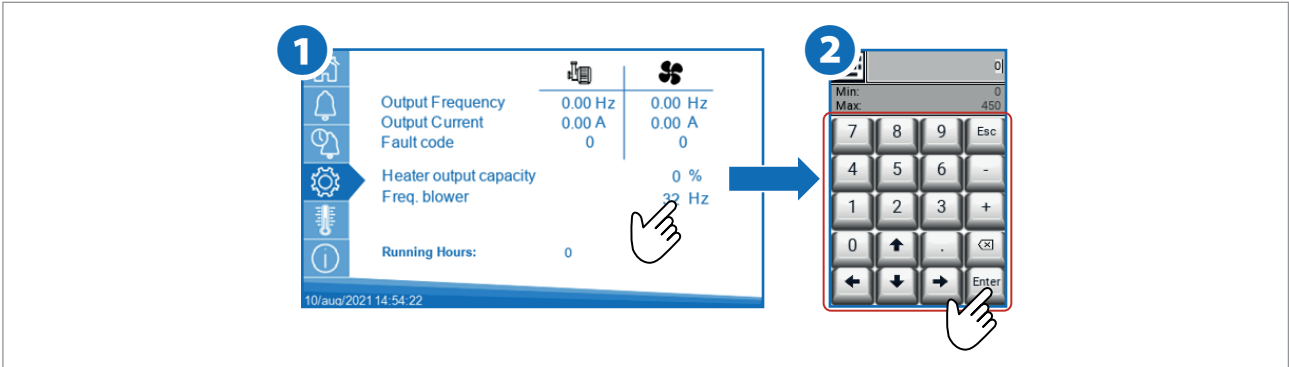 1
Output Frequency 0.00 Hz 0.00 Hz
Output Current 0.00 A 0.00 A
Fault code 0 0
Heater output capacity 0 %
Freq. blower 32 Hz
Running Hours: 0
10/aug/2021 14:54:22
2
0
Min: 0
Max: 450
7 8 9 Esc
4 5 6 -
1 2 3 +
0 .
Enter